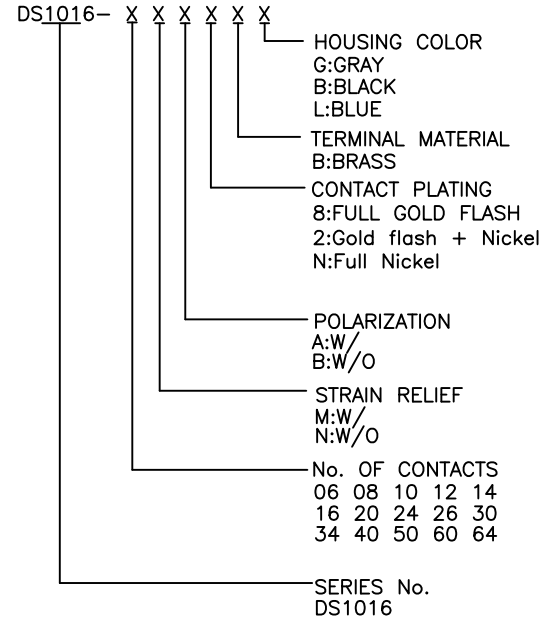 DS1016- X X X X X X
HOUSING COLOR
G:GRAY
B:BLACK
L:BLUE
TERMINAL MATERIAL
B:BRASS
CONTACT PLATING
8:FULL GOLD FLASH
2:Gold flash + Nickel
N:Full Nickel
POLARIZATION
A:W/
B:W/O
STRAIN RELIEF
M:W/
N:W/O
No. OF CONTACTS
06 08 10 12 14
16 20 24 26 30
34 40 50 60 64
SERIES No.
DS1016